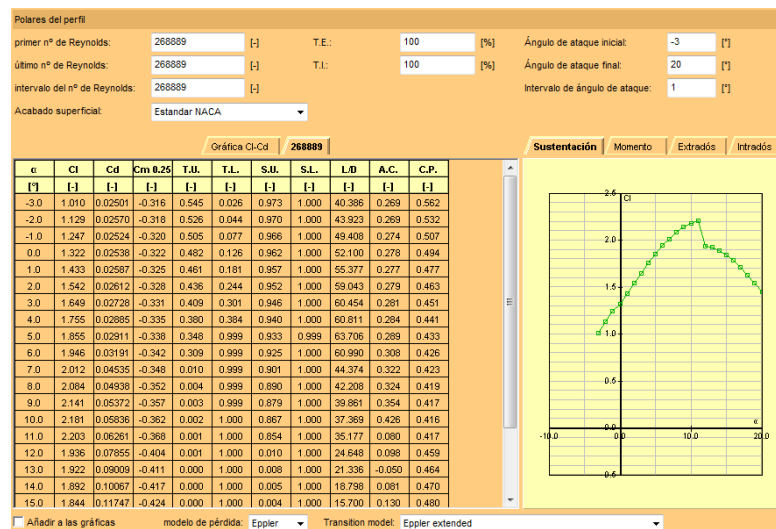 Polares del perfil
primer nº de Reynolds: 268889 [-] T.E.: 100 [%] Ángulo de ataque inicial: -3 [°]
último nº de Reynolds: 268889 [-] T.I.: 100 [%] Ángulo de ataque final: 20 [°]
intervalo del nº de Reynolds: 268889 [-] Intervalo de ángulo de ataque: 1 [°]
Acabado superficial: Estandar NACA
Gráfica Cl-Cd 268889 Sustentación Momento Extradós Intradós
α Cl Cd Cm 0.25 T.U. T.L. S.U. S.L. L/D A.C. C.P.
[°] [-] [-] [-] [-] [-] [-] [-] [-] [-] [-]
-3.0 1.010 0.02501 -0.316 0.545 0.026 0.973 1.000 40.386 0.269 0.562
-2.0 1.129 0.02570 -0.318 0.526 0.044 0.970 1.000 43.923 0.269 0.532
-1.0 1.247 0.02524 -0.320 0.505 0.077 0.966 1.000 49.408 0.274 0.507
0.0 1.322 0.02538 -0.322 0.482 0.126 0.962 1.000 52.100 0.278 0.494
1.0 1.433 0.02587 -0.325 0.461 0.181 0.957 1.000 55.377 0.277 0.477
2.0 1.542 0.02612 -0.328 0.436 0.244 0.952 1.000 59.043 0.279 0.463
3.0 1.649 0.02728 -0.331 0.409 0.301 0.946 1.000 60.454 0.281 0.451
4.0 1.755 0.02885 -0.335 0.380 0.384 0.940 1.000 60.811 0.284 0.441
5.0 1.855 0.02911 -0.338 0.348 0.999 0.933 0.999 63.706 0.289 0.433
6.0 1.946 0.03191 -0.342 0.309 0.999 0.925 1.000 60.990 0.308 0.426
7.0 2.012 0.04535 -0.348 0.010 0.999 0.901 1.000 44.374 0.322 0.423
8.0 2.084 0.04938 -0.352 0.004 0.999 0.890 1.000 42.208 0.324 0.419
9.0 2.141 0.05372 -0.357 0.003 0.999 0.879 1.000 39.861 0.354 0.417
10.0 2.181 0.05836 -0.362 0.002 1.000 0.867 1.000 37.369 0.426 0.416
11.0 2.203 0.06261 -0.368 0.001 1.000 0.854 1.000 35.177 0.080 0.417
12.0 1.936 0.07855 -0.404 0.001 1.000 0.010 1.000 24.648 0.098 0.459
13.0 1.922 0.09009 -0.411 0.000 1.000 0.008 1.000 21.336 -0.050 0.464
14.0 1.892 0.10067 -0.417 0.000 1.000 0.005 1.000 18.798 0.081 0.470
15.0 1.844 0.11747 -0.424 0.000 1.000 0.004 1.000 15.700 0.130 0.480
2.5 Cl
2.0
1.5
1.0
0.5
0.0 α
-10.0 0.0 10.0 20.0
0.5
Añadir a las gráficas modelo de pérdida: Eppler Transition model: Eppler extended